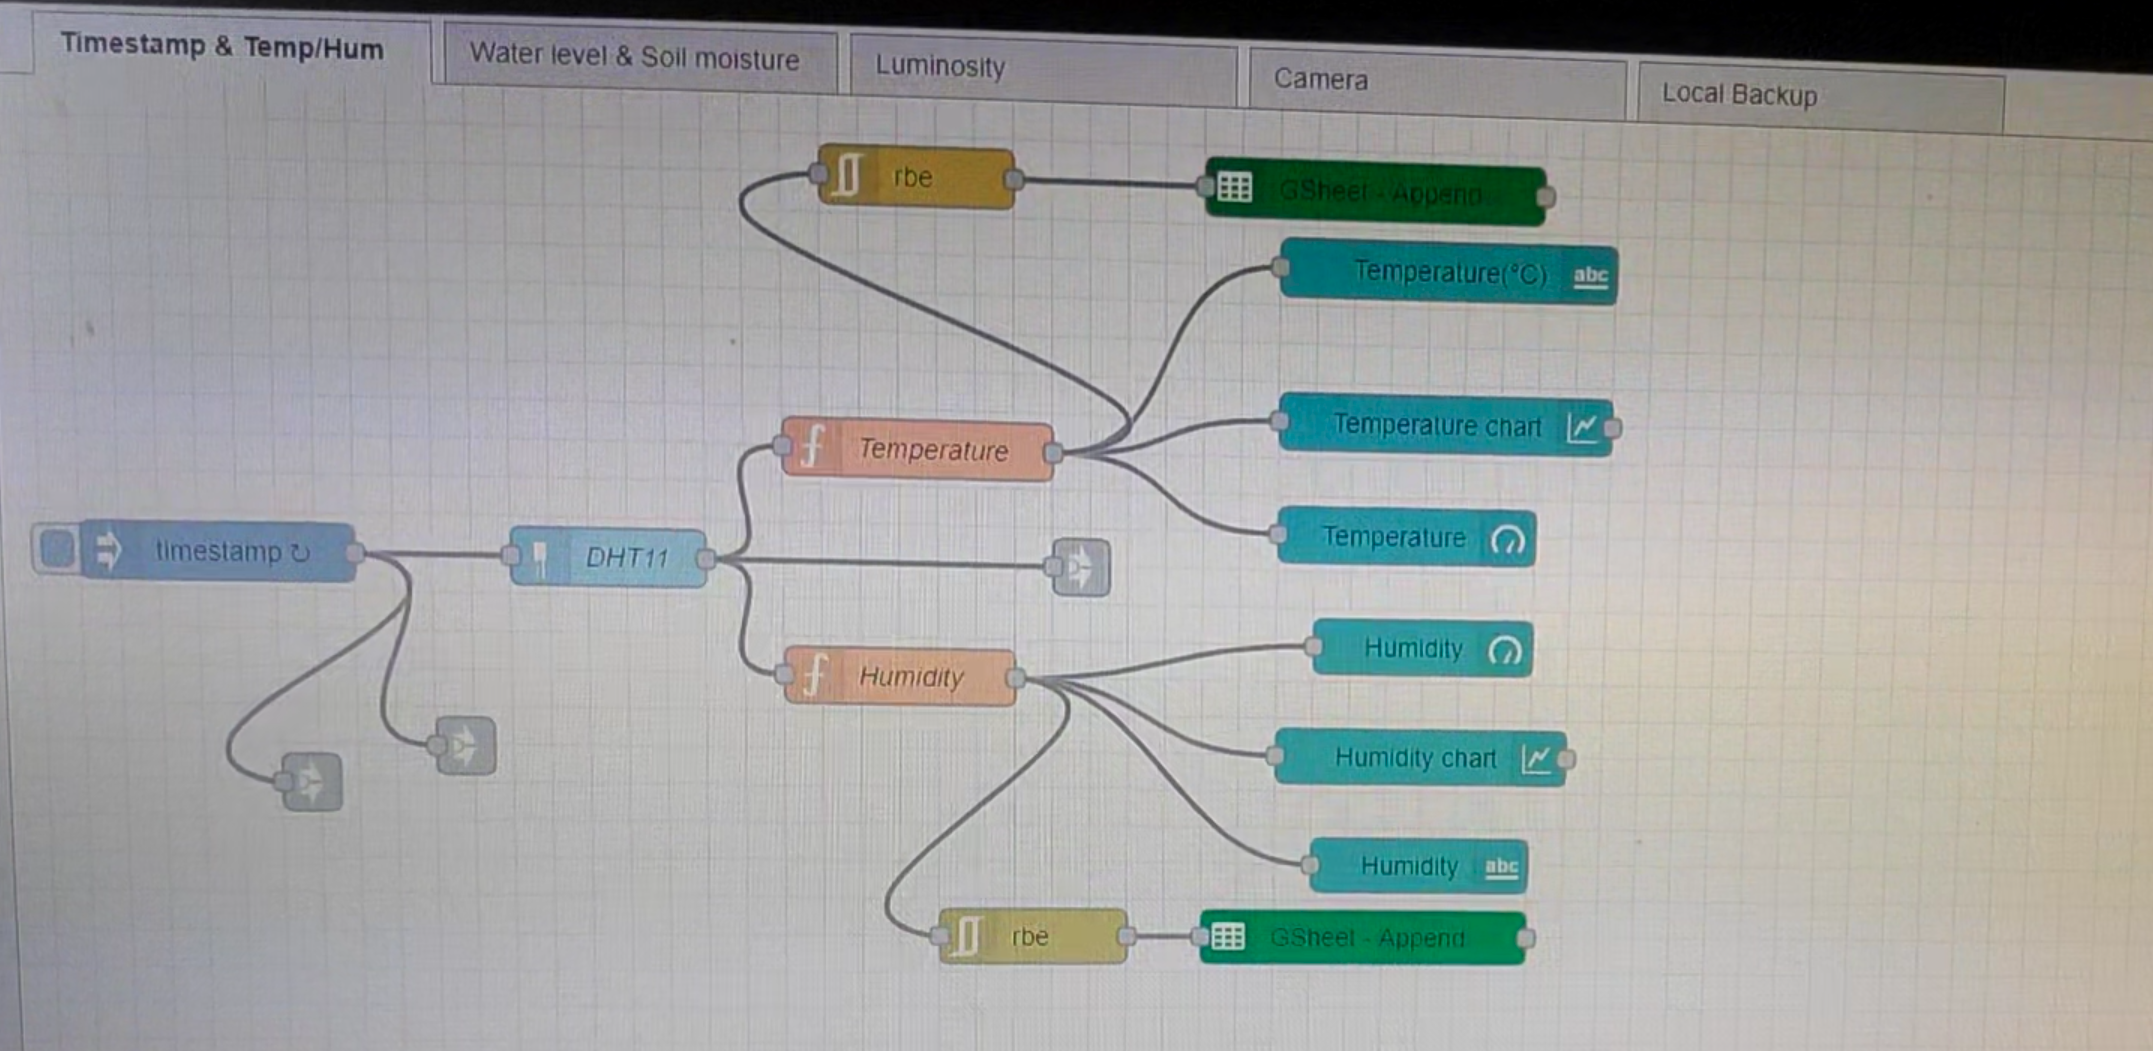 Timestamp & Temp/Hum
Water level & Soil moisture
Luminosity
Camera
Local Backup
rbe
GSheet - Append
Temperature(°C)
abc
Temperature chart
Temperature
Temperature
timestamp ↻
DHT11
Humidity
Humidity
Humidity chart
Humidity
abc
rbe
GSheet - Append